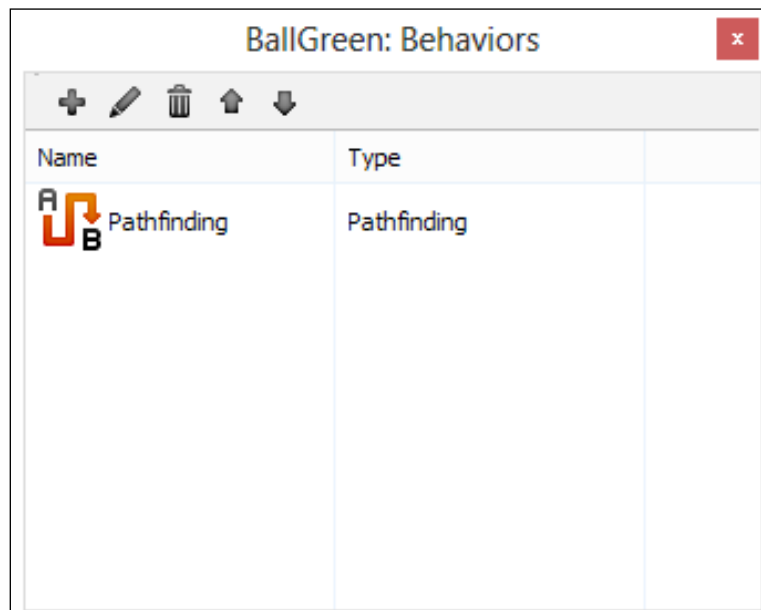 BallGreen: Behaviors
x
Name Type
A
Pathfinding Pathfinding
B